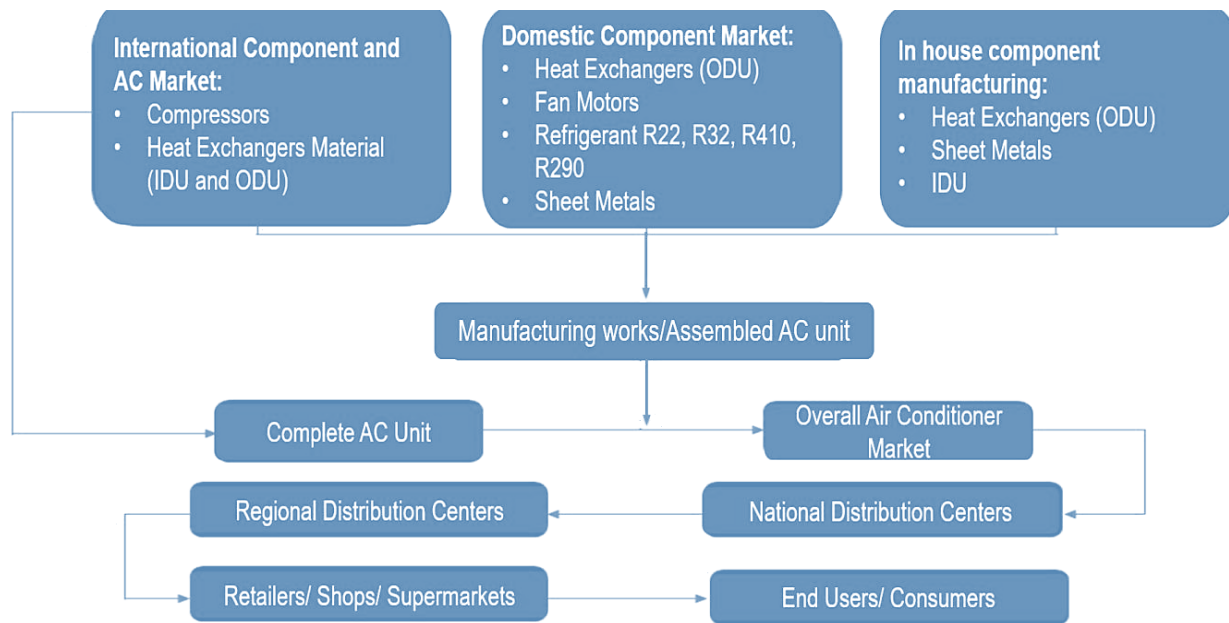 International Component and
AC Market:
• Compressors
• Heat Exchangers Material
(IDU and ODU)
Domestic Component Market:
• Heat Exchangers (ODU)
• Fan Motors
• Refrigerant R22, R32, R410,
R290
• Sheet Metals
In house component
manufacturing:
• Heat Exchangers (ODU)
• Sheet Metals
• IDU
Manufacturing works/Assembled AC unit
Complete AC Unit
Overall Air Conditioner
Market
Regional Distribution Centers
National Distribution Centers
Retailers/ Shops/ Supermarkets
End Users/ Consumers